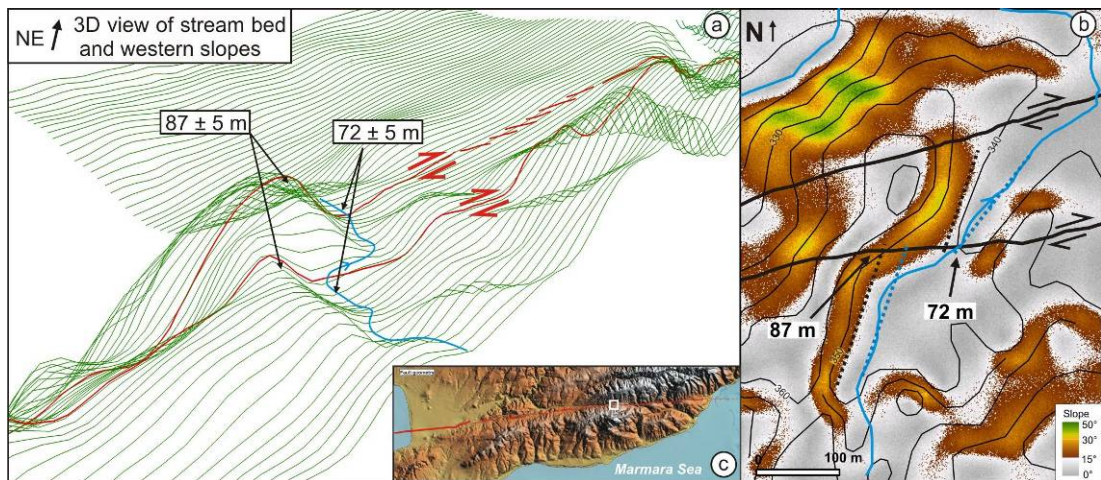 NE
3D view of stream bed
and western slopes
a
87 ± 5 m
72 ± 5 m
Marmara Sea
c
N
b
330
340
350
360
87 m
72 m
0
100 m
Slope
50°
30°
15°
0°